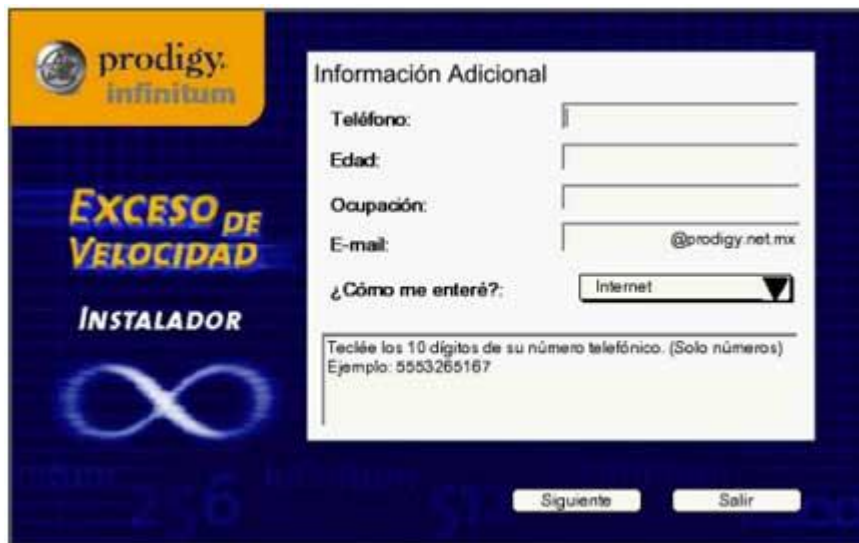 prodigy.
infinitum
EXCESO DE
VELOCIDAD
INSTALADOR
Información Adicional
Teléfono:
Edad:
Ocupación:
E-mail: @prodigy.net.mx
¿Cómo me enteré?: Internet
Teclée los 10 dígitos de su número telefónico. (Solo números)
Ejemplo: 5553265167
256
Siguiente Salir